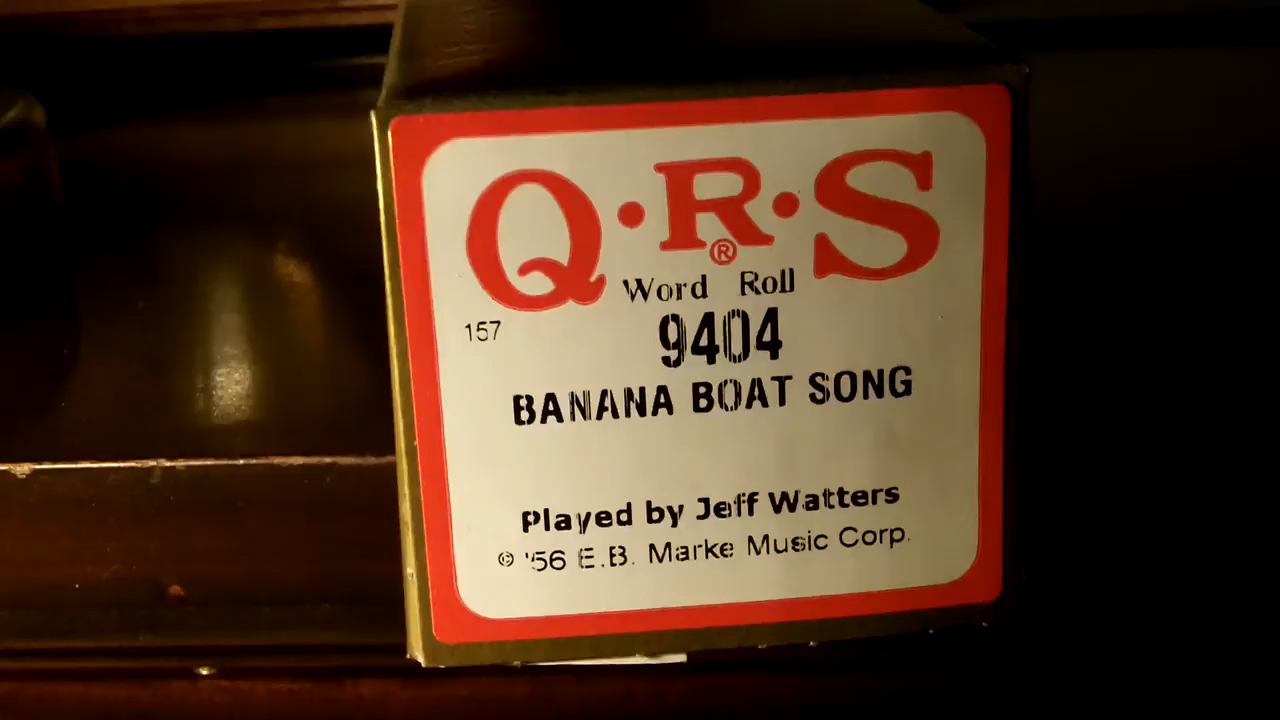 Q·R·S
®
Word Roll
157
9404
BANANA BOAT SONG
Played by Jeff Watters
© '56 E.B. Marke Music Corp.